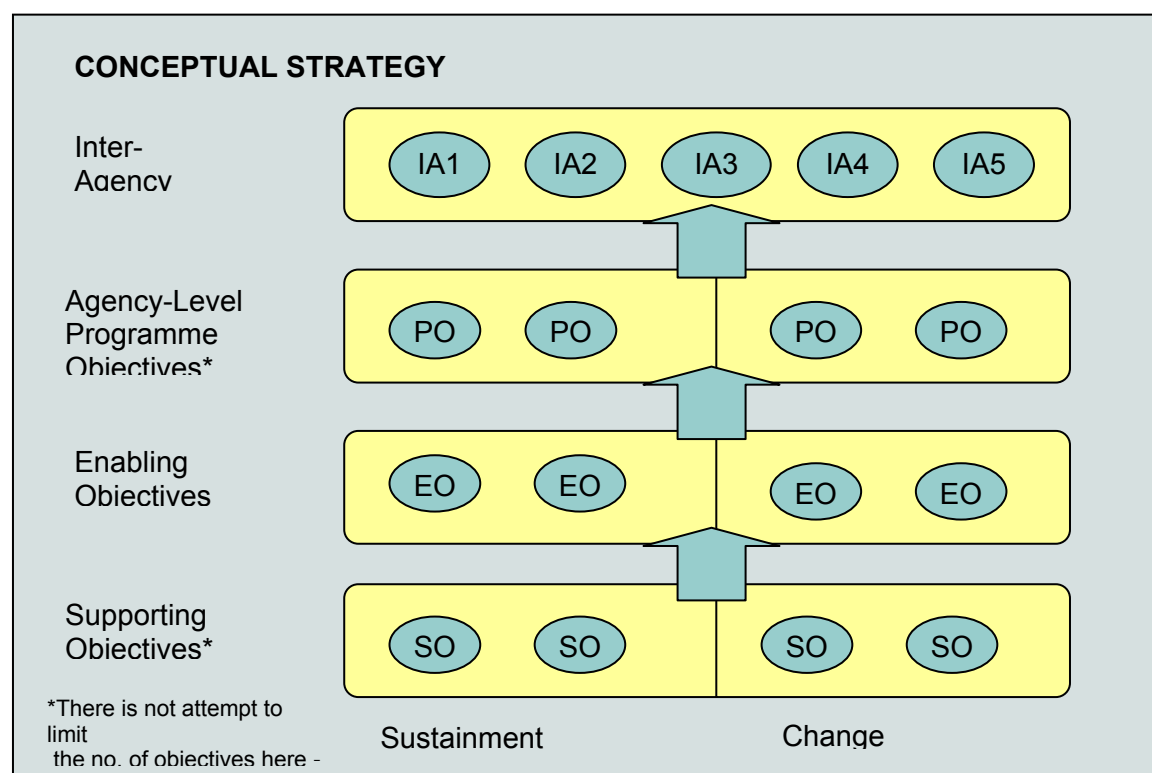 CONCEPTUAL STRATEGY
Inter-
Agency
IA1 IA2 IA3 IA4 IA5
Agency-Level
Programme
Objectives*
PO PO PO PO
Enabling
Objectives
EO EO EO EO
Supporting
Objectives*
SO SO SO SO
*There is not attempt to
limit
the no. of objectives here -
Sustainment Change